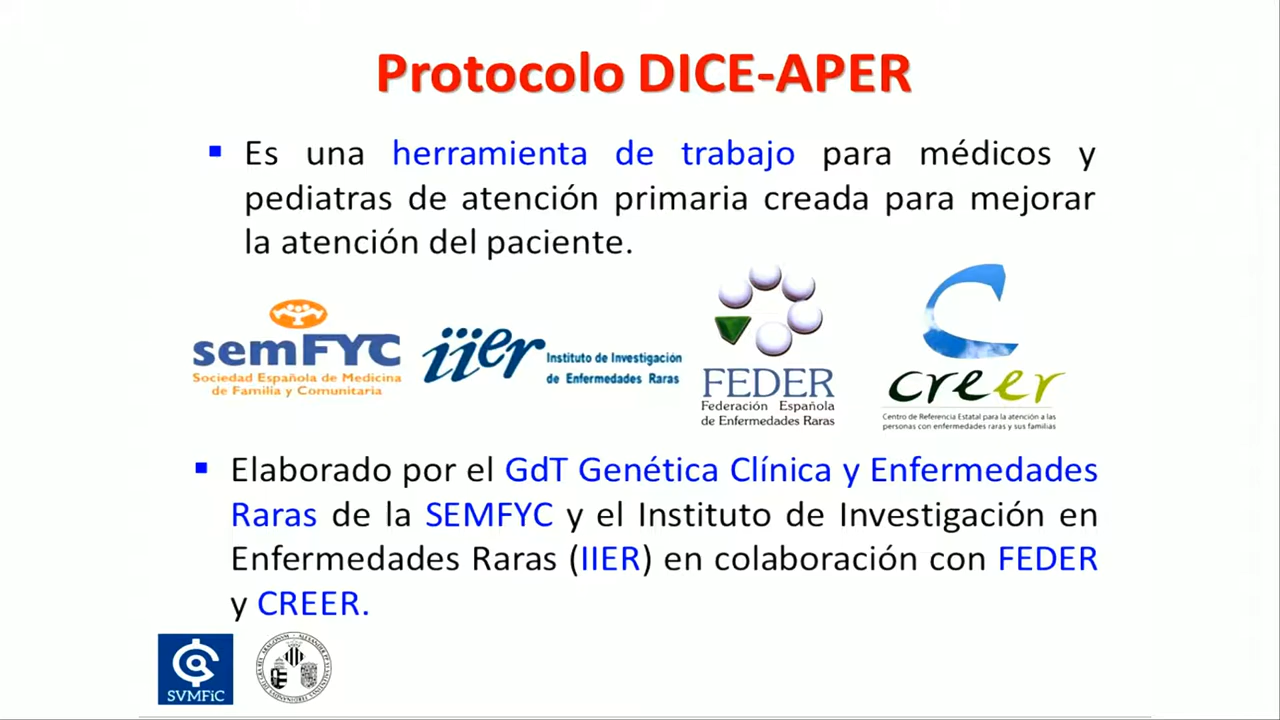 Protocolo DICE-APER
Es una herramienta de trabajo para médicos y
pediatras de atención primaria creada para mejorar
la atención del paciente.
semFYC
Sociedad Española de Medicina
de Familia y Comunitaria
iier
Instituto de Investigación
de Enfermedades Raras
FEDER
Federación Española
de Enfermedades Raras
creer
Centro de Referencia Estatal para la atención a las
personas con enfermedades raras y sus familias
Elaborado por el GdT Genética Clínica y Enfermedades
Raras de la SEMFYC y el Instituto de Investigación en
Enfermedades Raras (IIER) en colaboración con FEDER
y CREER.
SVMFiC